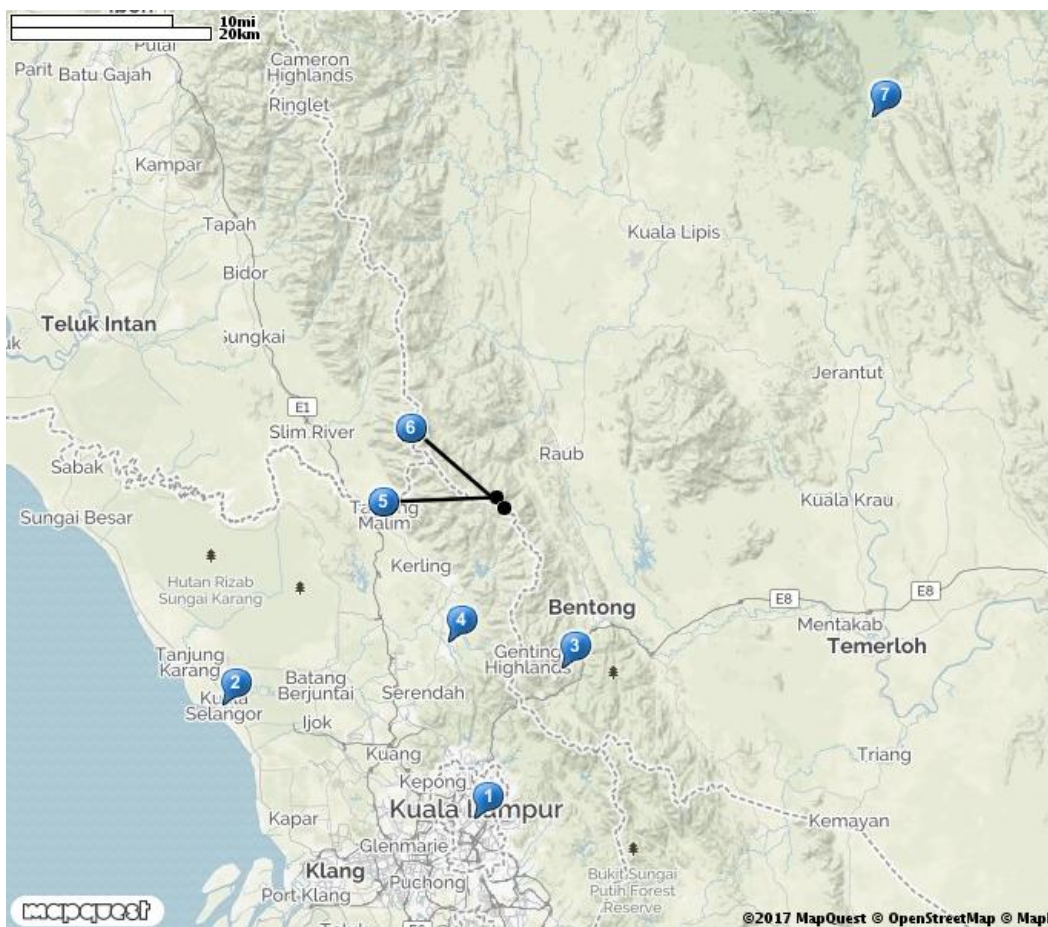 10mi
20km
Pulai
Cameron
Highlands
Parit
Batu Gajah
Ringlet
7
Kampar
Tapah
Kuala Lipis
Bidor
Teluk Intan
Sungkai
Jerantut
E1
6
Slim River
Raub
Sabak
5
Kuala Krau
Sungai Besar
Malim
Kerling
Hutan Rizab
Sungai Karang
E8
E8
Bentong
4
Mentakab
3
Genting
Highlands
Temerloh
Tanjung
Karang
2
Batang
Berjuntai
Serendah
Kuala
Selangor
Ijok
Kuang
Triang
Kepong
1
Kuala Lumpur
Kapar
Kemayan
Glenmarie
Klang
Puchong
Port Klang
Bukit Sungai
Putih Forest
Reserve
mapquest
©2017 MapQuest © OpenStreetMap © Mapl